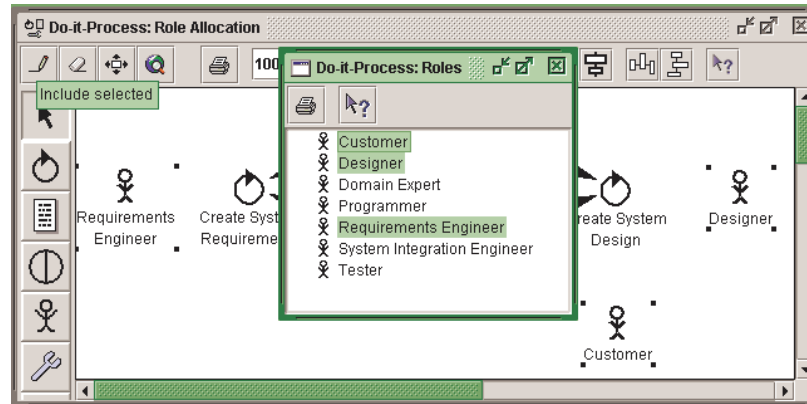 Do-it-Process: Role Allocation
100
Do-it-Process: Roles
Include selected
Customer
Designer
Domain Expert
Programmer
Requirements Engineer
System Integration Engineer
Tester
Requirements
Engineer
Create Syst
Requireme
reate System
Design
Designer
Customer